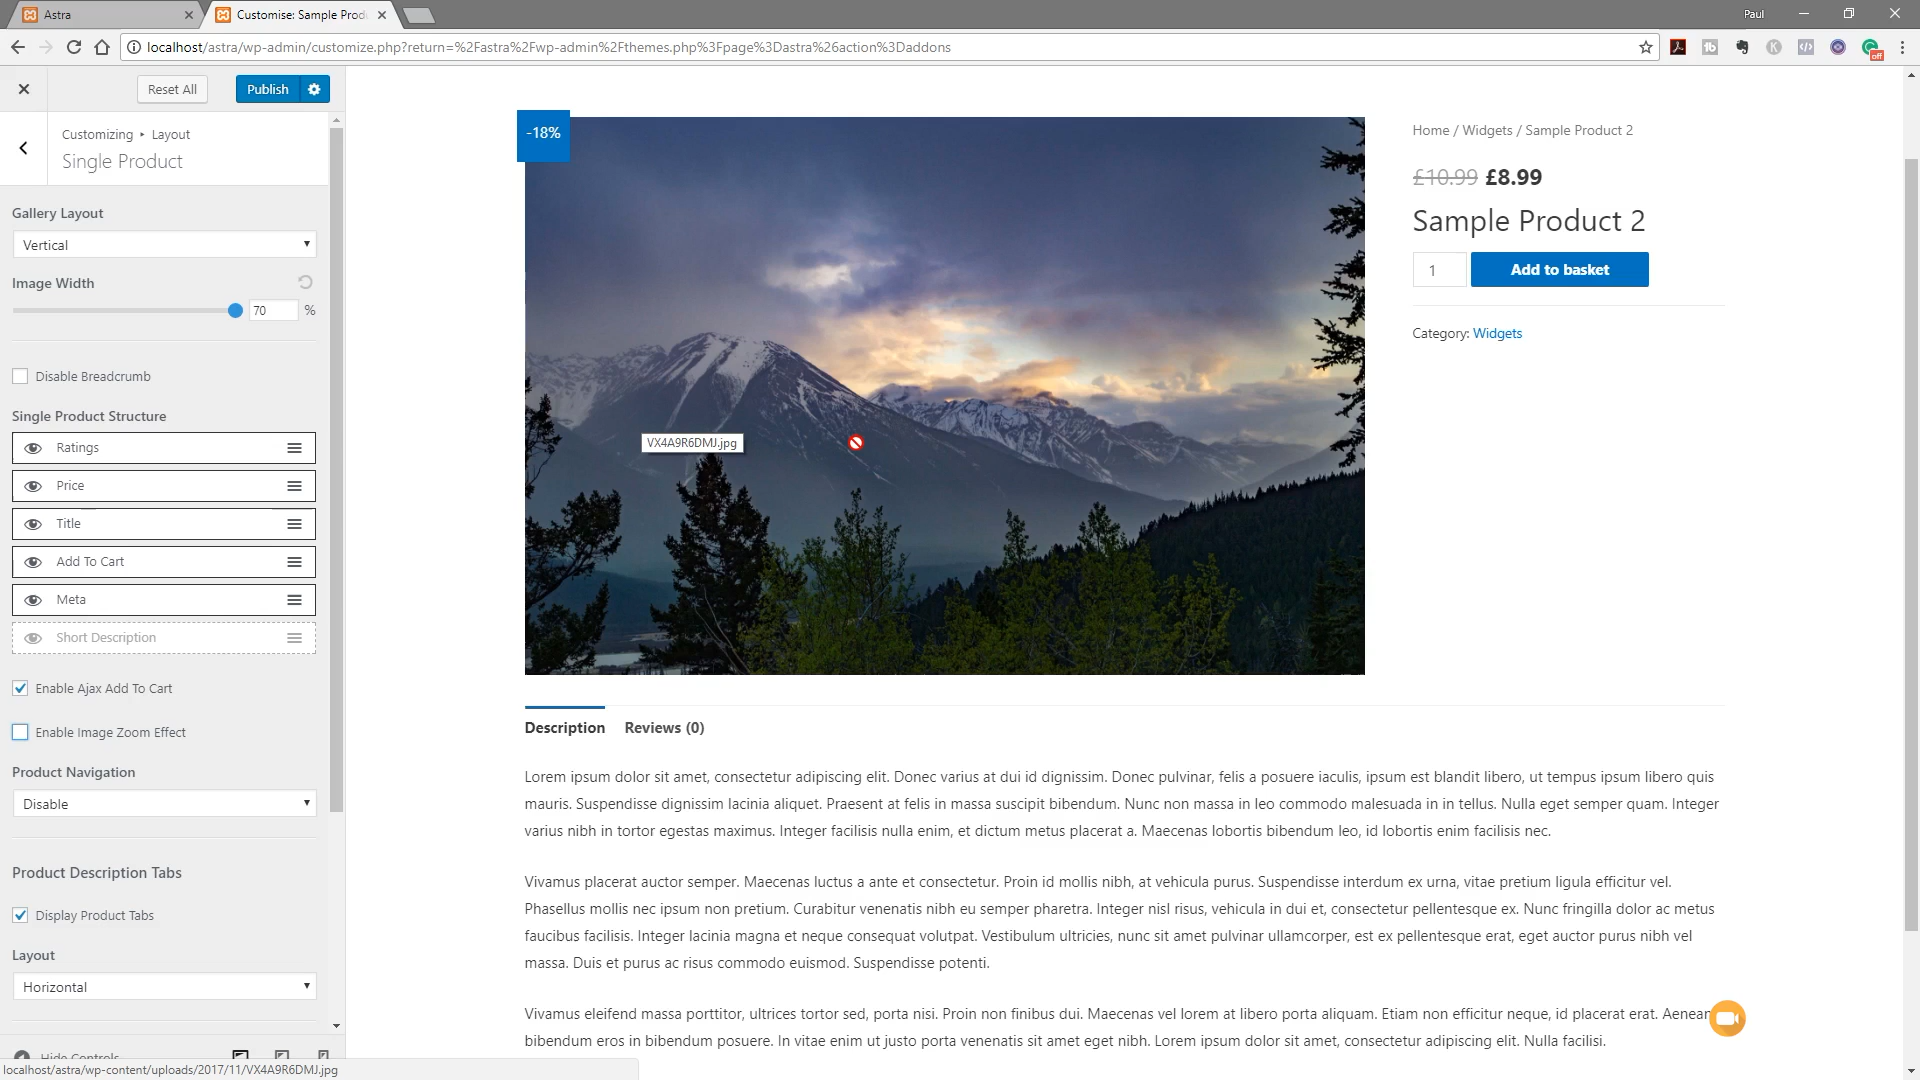 Astra
Customise: Sample Prod
Paul
localhost/astra/wp-admin/customize.php?return=%2Fastra%2Fwp-admin%2Fthemes.php%3Fpage%3Dastra%26action%3Daddons
off
Reset All
Publish
Customizing ▸ Layout
Single Product
Gallery Layout
Vertical
Image Width
70 %
Disable Breadcrumb
Single Product Structure
Ratings
Price
Title
Add To Cart
Meta
Short Description
Enable Ajax Add To Cart
Enable Image Zoom Effect
Product Navigation
Disable
Product Description Tabs
Display Product Tabs
Layout
Horizontal
Hide Controls
localhost/astra/wp-content/uploads/2017/11/VX4A9R6DMJ.jpg
-18%
VX4A9R6DMJ.jpg
Home / Widgets / Sample Product 2
£10.99 £8.99
Sample Product 2
1
Add to basket
Category: Widgets
Description Reviews (0)
Lorem ipsum dolor sit amet, consectetur adipiscing elit. Donec varius at dui id dignissim. Donec pulvinar, felis a posuere iaculis, ipsum est blandit libero, ut tempus ipsum libero quis
mauris. Suspendisse dignissim lacinia aliquet. Praesent at felis in massa suscipit bibendum. Nunc non massa in leo commodo malesuada in in tellus. Nulla eget semper quam. Integer
varius nibh in tortor egestas maximus. Integer facilisis nulla enim, et dictum metus placerat a. Maecenas lobortis bibendum leo, id lobortis enim facilisis nec.
Vivamus placerat auctor semper. Maecenas luctus a ante et consectetur. Proin id mollis nibh, at vehicula purus. Suspendisse interdum ex urna, vitae pretium ligula efficitur vel.
Phasellus mollis nec ipsum non pretium. Curabitur venenatis nibh eu semper pharetra. Integer nisl risus, vehicula in dui et, consectetur pellentesque ex. Nunc fringilla dolor ac metus
faucibus facilisis. Integer lacinia magna et neque consequat volutpat. Vestibulum ultricies, nunc sit amet pulvinar ullamcorper, est ex pellentesque erat, eget auctor purus nibh vel
massa. Duis et purus ac risus commodo euismod. Suspendisse potenti.
Vivamus eleifend massa porttitor, ultrices tortor sed, porta nisi. Proin non finibus dui. Maecenas vel lorem at libero porta aliquam. Etiam non efficitur neque, id placerat erat. Aenean
bibendum eros in bibendum posuere. In vitae enim ut justo porta venenatis sit amet eget nibh. Lorem ipsum dolor sit amet, consectetur adipiscing elit. Nulla facilisi.